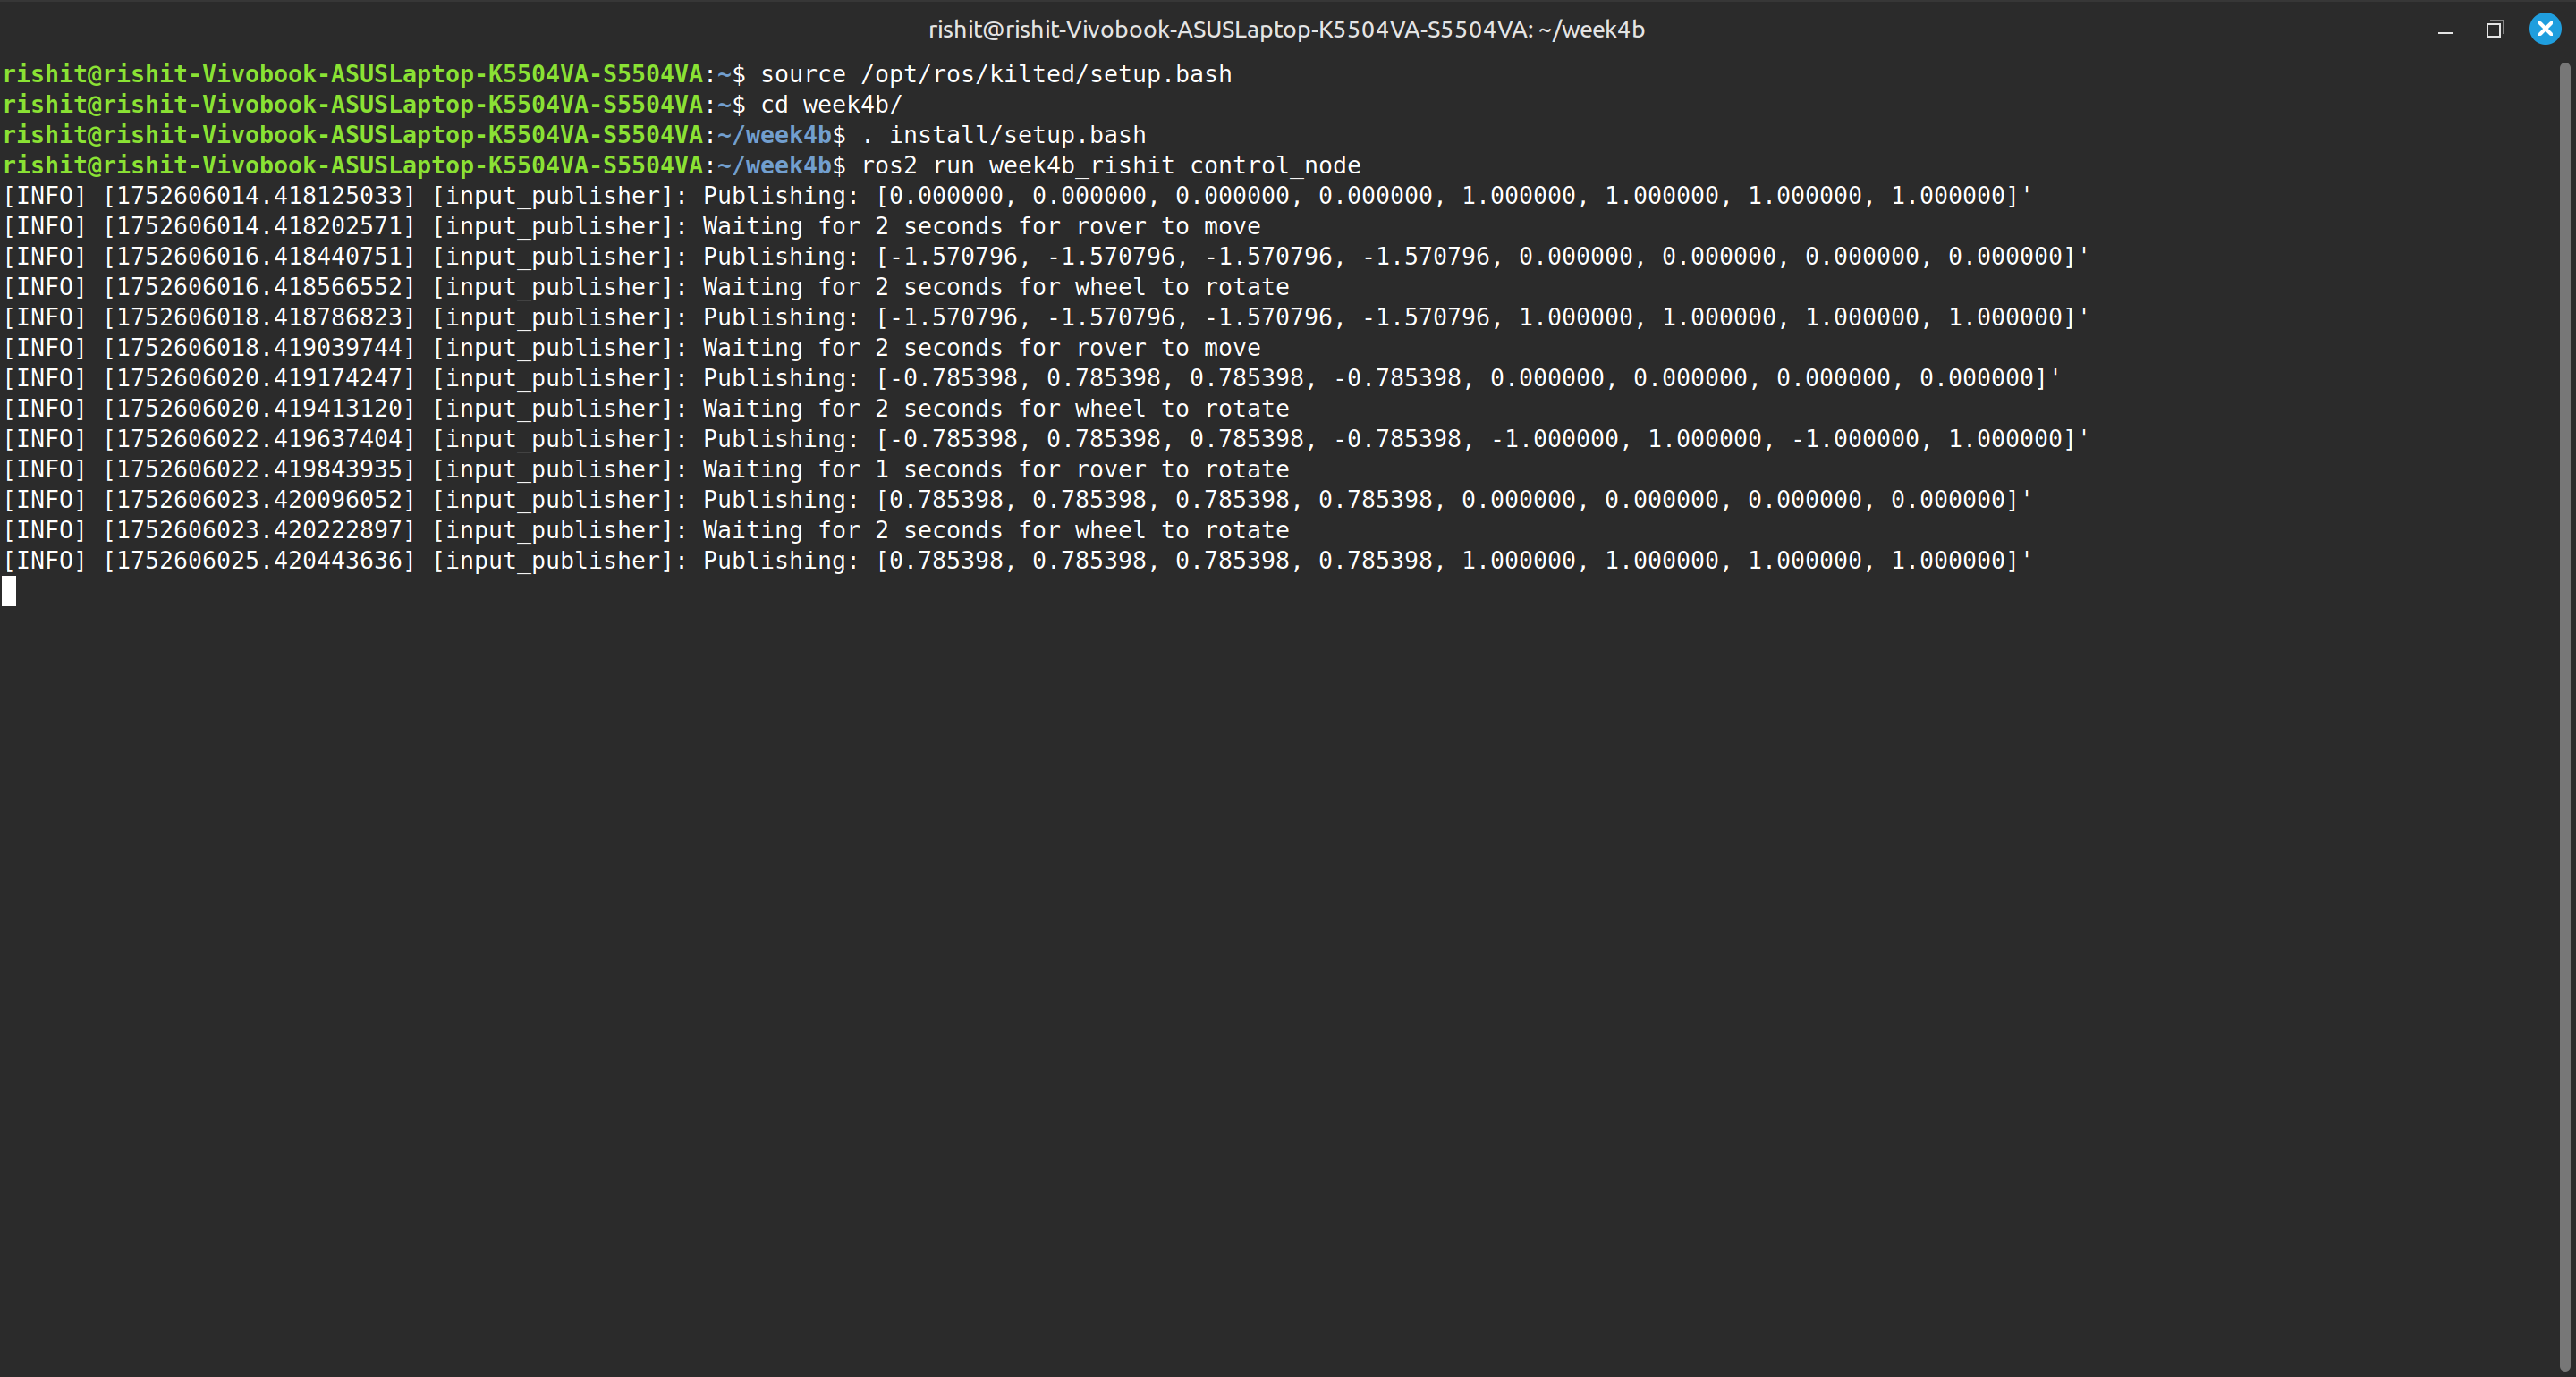 rishit@rishit-Vivobook-ASUSLaptop-K5504VA-S5504VA: ~/week4b
rishit@rishit-Vivobook-ASUSLaptop-K5504VA-S5504VA:~$ source /opt/ros/kilted/setup.bash
rishit@rishit-Vivobook-ASUSLaptop-K5504VA-S5504VA:~$ cd week4b/
rishit@rishit-Vivobook-ASUSLaptop-K5504VA-S5504VA:~/week4b$ . install/setup.bash
rishit@rishit-Vivobook-ASUSLaptop-K5504VA-S5504VA:~/week4b$ ros2 run week4b_rishit control_node
[INFO] [1752606014.418125033] [input_publisher]: Publishing: [0.000000, 0.000000, 0.000000, 0.000000, 1.000000, 1.000000, 1.000000, 1.000000]'
[INFO] [1752606014.418202571] [input_publisher]: Waiting for 2 seconds for rover to move
[INFO] [1752606016.418440751] [input_publisher]: Publishing: [-1.570796, -1.570796, -1.570796, -1.570796, 0.000000, 0.000000, 0.000000, 0.000000]'
[INFO] [1752606016.418566552] [input_publisher]: Waiting for 2 seconds for wheel to rotate
[INFO] [1752606018.418786823] [input_publisher]: Publishing: [-1.570796, -1.570796, -1.570796, -1.570796, 1.000000, 1.000000, 1.000000, 1.000000]'
[INFO] [1752606018.419039744] [input_publisher]: Waiting for 2 seconds for rover to move
[INFO] [1752606020.419174247] [input_publisher]: Publishing: [-0.785398, 0.785398, 0.785398, -0.785398, 0.000000, 0.000000, 0.000000, 0.000000]'
[INFO] [1752606020.419413120] [input_publisher]: Waiting for 2 seconds for wheel to rotate
[INFO] [1752606022.419637404] [input_publisher]: Publishing: [-0.785398, 0.785398, 0.785398, -0.785398, -1.000000, 1.000000, -1.000000, 1.000000]'
[INFO] [1752606022.419843935] [input_publisher]: Waiting for 1 seconds for rover to rotate
[INFO] [1752606023.420096052] [input_publisher]: Publishing: [0.785398, 0.785398, 0.785398, 0.785398, 0.000000, 0.000000, 0.000000, 0.000000]'
[INFO] [1752606023.420222897] [input_publisher]: Waiting for 2 seconds for wheel to rotate
[INFO] [1752606025.420443636] [input_publisher]: Publishing: [0.785398, 0.785398, 0.785398, 0.785398, 1.000000, 1.000000, 1.000000, 1.000000]'